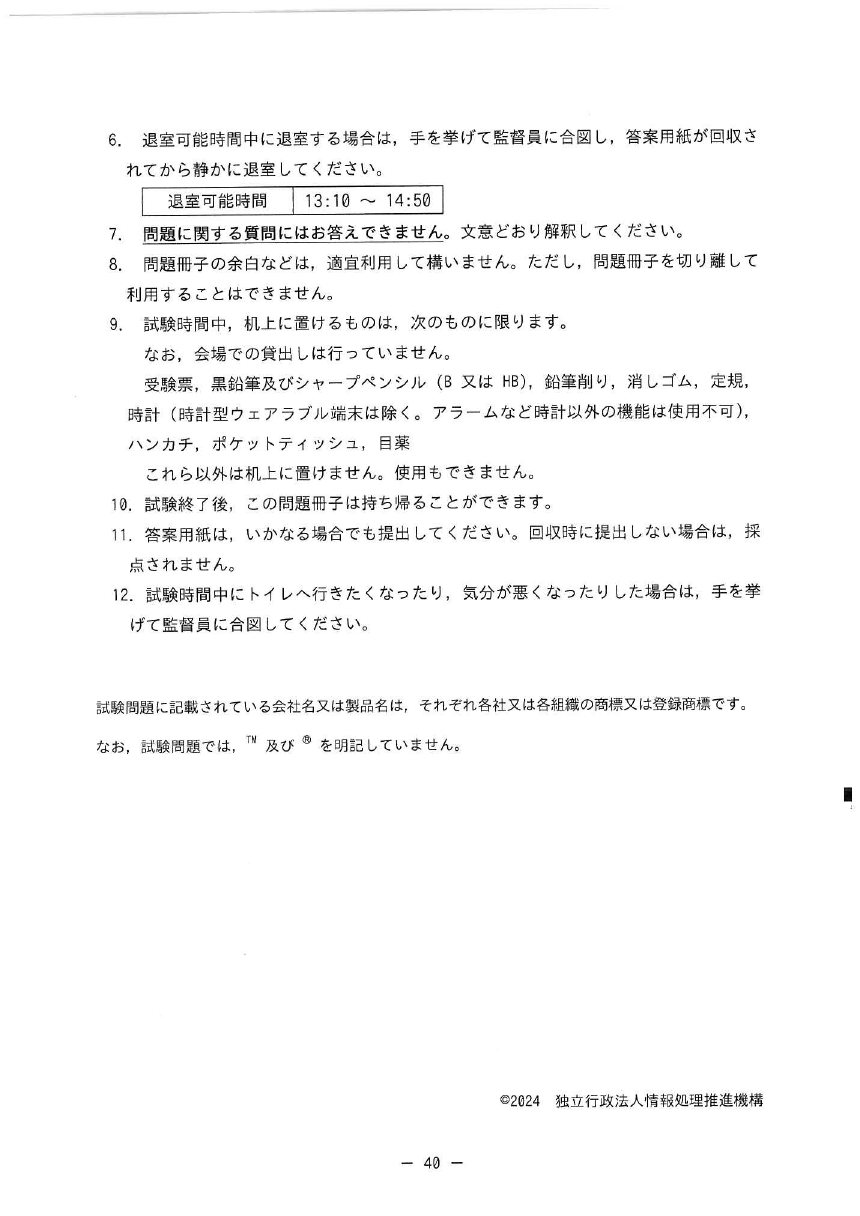 6． 退室可能時間中に退室する場合は，手を挙げて監督員に合図し，答案用紙が回収さ
れてから静かに退室してください。
退室可能時間 13:10 ～ 14:50
7． 問題に関する質問にはお答えできません。文意どおり解釈してください。
8． 問題冊子の余白などは，適宜利用して構いません。ただし，問題冊子を切り離して
利用することはできません。
9． 試験時間中，机上に置けるものは，次のものに限ります。
なお，会場での貸出しは行っていません。
受験票，黒鉛筆及びシャープペンシル（B 又は HB），鉛筆削り，消しゴム，定規，
時計（時計型ウェアラブル端末は除く。アラームなど時計以外の機能は使用不可），
ハンカチ，ポケットティッシュ，目薬
これら以外は机上に置けません。使用もできません。
10．試験終了後，この問題冊子は持ち帰ることができます。
11．答案用紙は，いかなる場合でも提出してください。回収時に提出しない場合は，採
点されません。
12．試験時間中にトイレへ行きたくなったり，気分が悪くなったりした場合は，手を挙
げて監督員に合図してください。
試験問題に記載されている会社名又は製品名は，それぞれ各社又は各組織の商標又は登録商標です。
なお，試験問題では，™ 及び ® を明記していません。
©2024 独立行政法人情報処理推進機構
－ 40 －